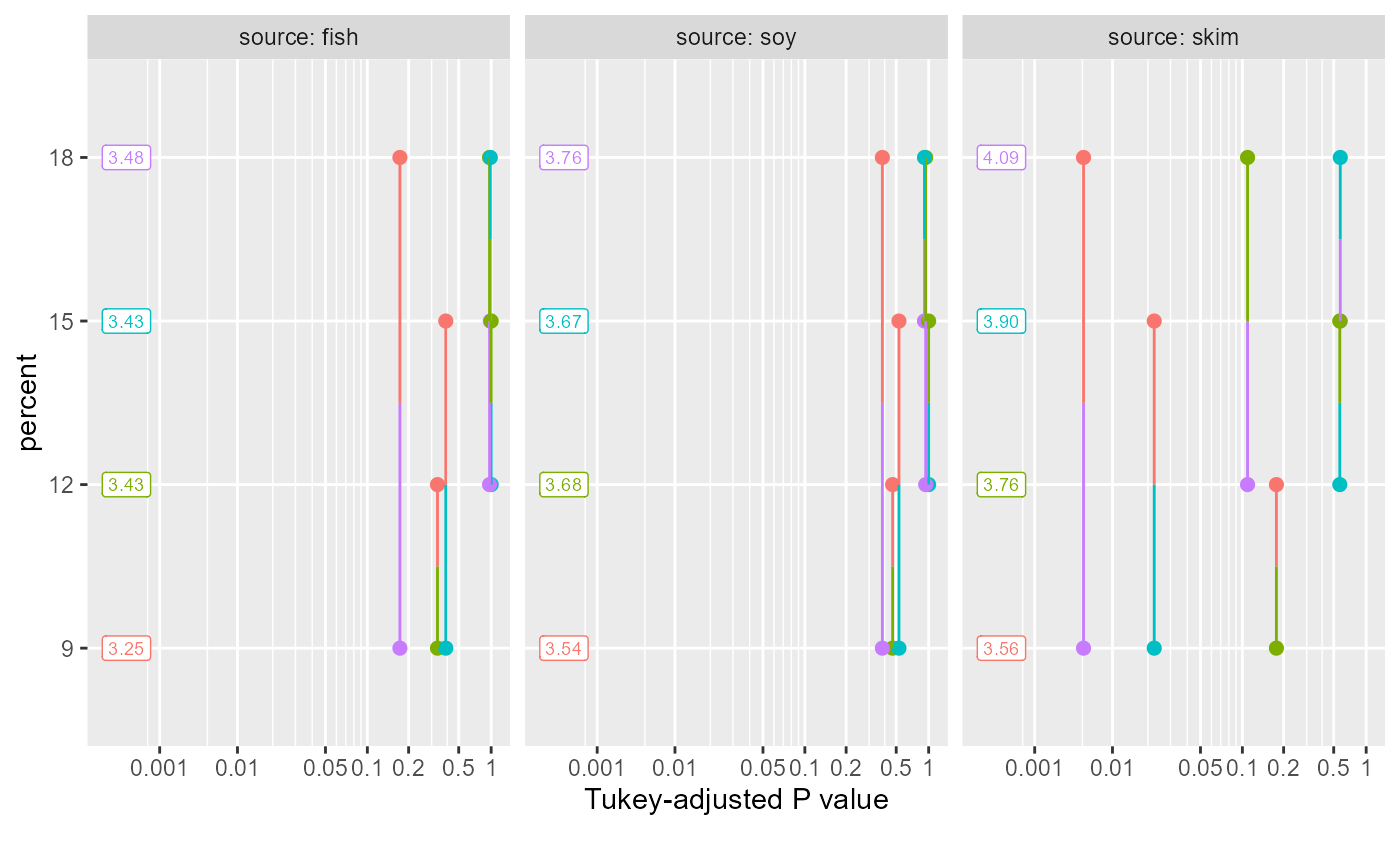 source: fish source: soy source: skim
18 3.48 3.76 4.09
15 3.43 3.67 3.90
12 3.43 3.68 3.76
9 3.25 3.54 3.56
percent
0.001 0.01 0.05 0.1 0.2 0.5 1 0.001 0.01 0.05 0.1 0.2 0.5 1 0.001 0.01 0.05 0.1 0.2 0.5 1
Tukey-adjusted P value